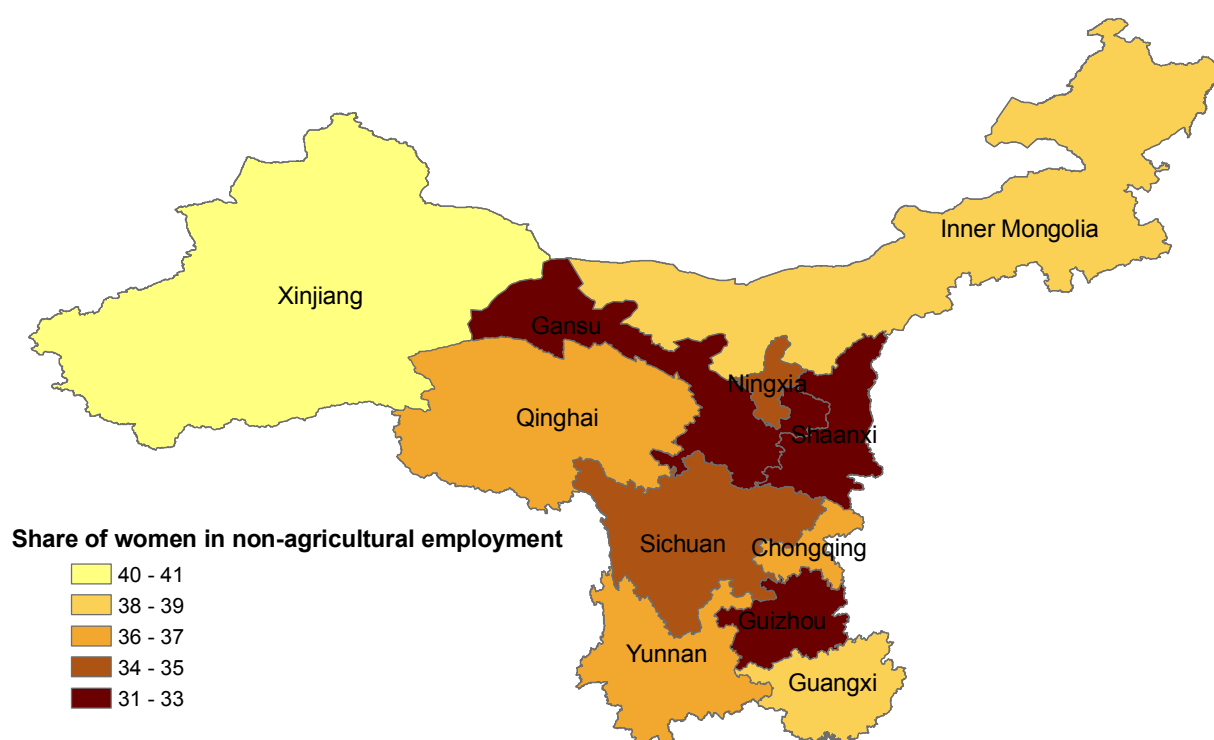 Inner Mongolia
Xinjiang
Gansu
Ningxia
Qinghai
Shaanxi
Share of women in non-agricultural employment
Sichuan
Chongqing
40 - 41
38 - 39
36 - 37
34 - 35
31 - 33
Guizhou
Yunnan
Guangxi